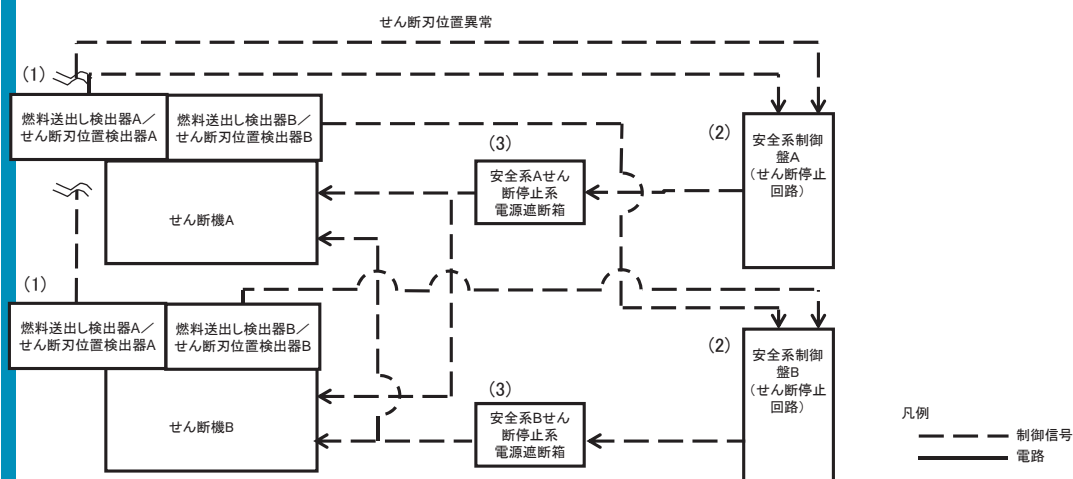 せん断刃位置異常
(1)
燃料送出し検出器A／
せん断刃位置検出器A
燃料送出し検出器B／
せん断刃位置検出器B
(3)
(2)
安全系制御
盤A
(せん断停止
回路)
安全系Aせん
断停止系
電源遮断箱
せん断機A
(1)
燃料送出し検出器A／
せん断刃位置検出器A
燃料送出し検出器B／
せん断刃位置検出器B
(2)
安全系制御
盤B
(せん断停止
回路)
(3)
安全系Bせん
断停止系
電源遮断箱
せん断機B
凡例
制御信号
電路